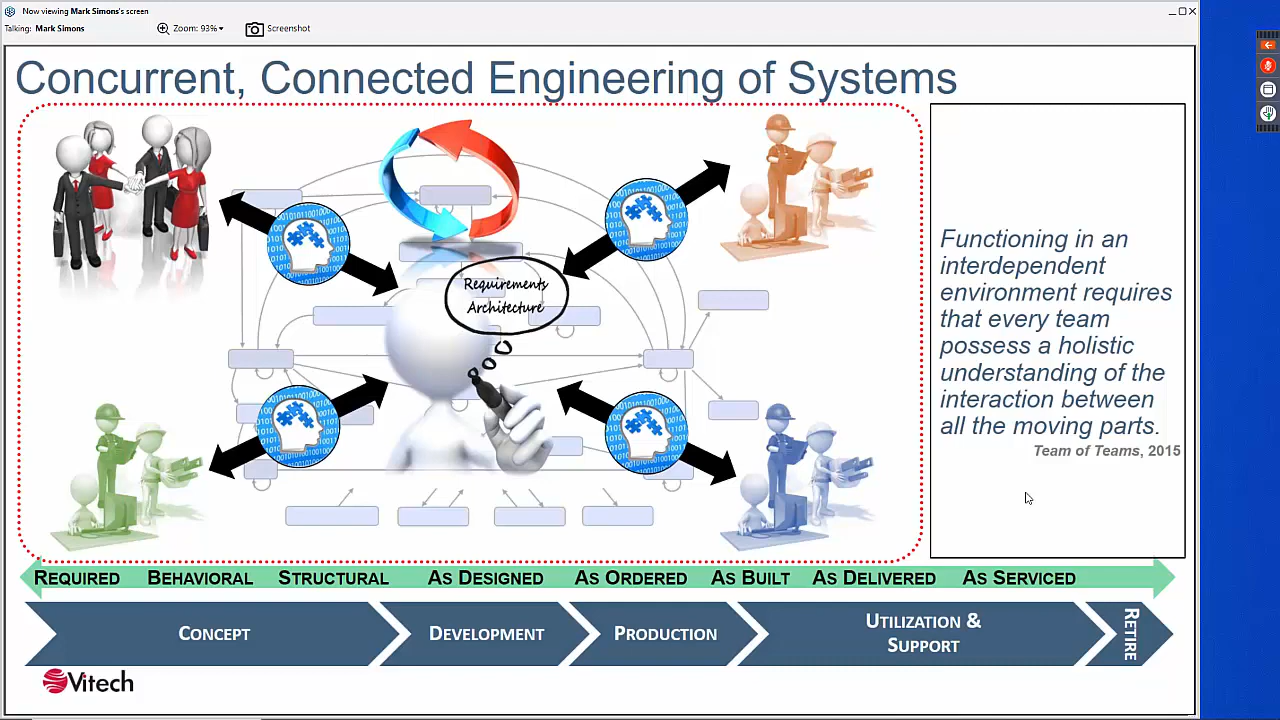 Now viewing Mark Simons's screen
Talking: Mark Simons
Zoom: 93%
Screenshot
Concurrent, Connected Engineering of Systems
Requirements
Architecture
Functioning in an
interdependent
environment requires
that every team
possess a holistic
understanding of the
interaction between
all the moving parts.
Team of Teams, 2015
REQUIRED BEHAVIORAL STRUCTURAL AS DESIGNED AS ORDERED AS BUILT AS DELIVERED AS SERVICED
CONCEPT
DEVELOPMENT
PRODUCTION
UTILIZATION &
SUPPORT
RETIRE
Vitech